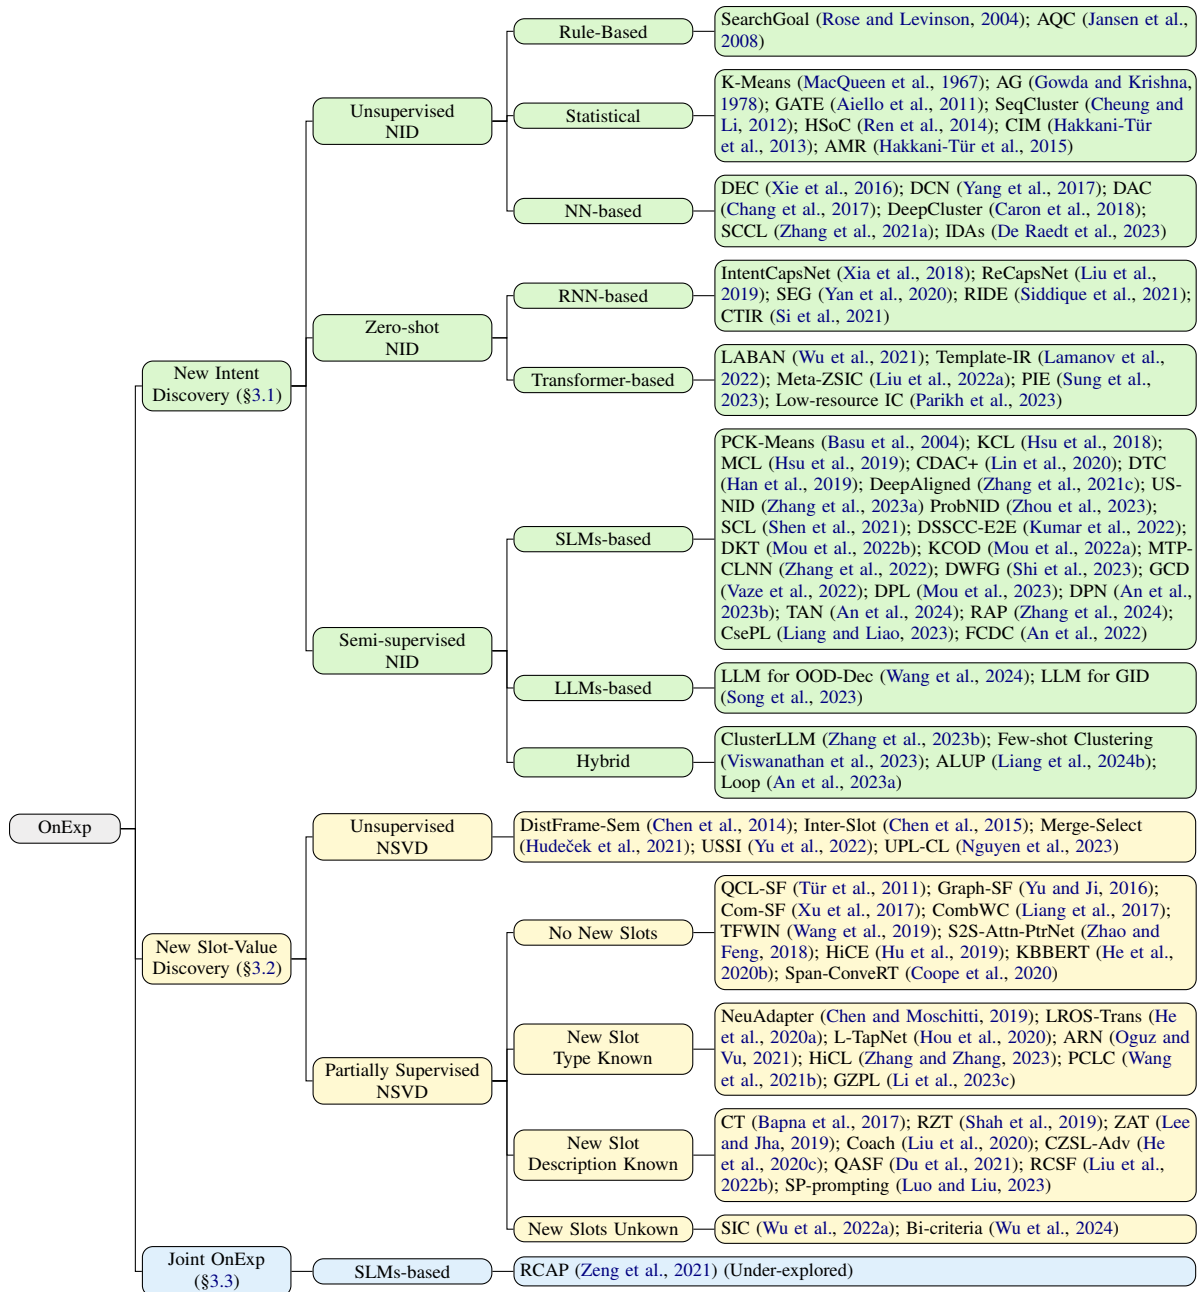 Rule-Based
SearchGoal (Rose and Levinson, 2004); AQC (Jansen et al.,
2008)
Unsupervised
NID
Statistical
K-Means (MacQueen et al., 1967); AG (Gowda and Krishna,
1978); GATE (Aiello et al., 2011); SeqCluster (Cheung and
Li, 2012); HSoC (Ren et al., 2014); CIM (Hakkani-Tür
et al., 2013); AMR (Hakkani-Tür et al., 2015)
NN-based
DEC (Xie et al., 2016); DCN (Yang et al., 2017); DAC
(Chang et al., 2017); DeepCluster (Caron et al., 2018);
SCCL (Zhang et al., 2021a); IDAs (De Raedt et al., 2023)
RNN-based
IntentCapsNet (Xia et al., 2018); ReCapsNet (Liu et al.,
2019); SEG (Yan et al., 2020); RIDE (Siddique et al., 2021);
CTIR (Si et al., 2021)
Zero-shot
NID
Transformer-based
LABAN (Wu et al., 2021); Template-IR (Lamanov et al.,
2022); Meta-ZSIC (Liu et al., 2022a); PIE (Sung et al.,
2023); Low-resource IC (Parikh et al., 2023)
New Intent
Discovery (§3.1)
SLMs-based
PCK-Means (Basu et al., 2004); KCL (Hsu et al., 2018);
MCL (Hsu et al., 2019); CDAC+ (Lin et al., 2020); DTC
(Han et al., 2019); DeepAligned (Zhang et al., 2021c); US-
NID (Zhang et al., 2023a) ProbNID (Zhou et al., 2023);
SCL (Shen et al., 2021); DSSCC-E2E (Kumar et al., 2022);
DKT (Mou et al., 2022b); KCOD (Mou et al., 2022a); MTP-
CLNN (Zhang et al., 2022); DWFG (Shi et al., 2023); GCD
(Vaze et al., 2022); DPL (Mou et al., 2023); DPN (An et al.,
2023b); TAN (An et al., 2024); RAP (Zhang et al., 2024);
CsePL (Liang and Liao, 2023); FCDC (An et al., 2022)
Semi-supervised
NID
LLMs-based
LLM for OOD-Dec (Wang et al., 2024); LLM for GID
(Song et al., 2023)
Hybrid
ClusterLLM (Zhang et al., 2023b); Few-shot Clustering
(Viswanathan et al., 2023); ALUP (Liang et al., 2024b);
Loop (An et al., 2023a)
OnExp
Unsupervised
NSVD
DistFrame-Sem (Chen et al., 2014); Inter-Slot (Chen et al., 2015); Merge-Select
(Hudeček et al., 2021); USSI (Yu et al., 2022); UPL-CL (Nguyen et al., 2023)
New Slot-Value
Discovery (§3.2)
No New Slots
QCL-SF (Tür et al., 2011); Graph-SF (Yu and Ji, 2016);
Com-SF (Xu et al., 2017); CombWC (Liang et al., 2017);
TFWIN (Wang et al., 2019); S2S-Attn-PtrNet (Zhao and
Feng, 2018); HiCE (Hu et al., 2019); KBBERT (He et al.,
2020b); Span-ConveRT (Coope et al., 2020)
New Slot
Type Known
NeuAdapter (Chen and Moschitti, 2019); LROS-Trans (He
et al., 2020a); L-TapNet (Hou et al., 2020); ARN (Oguz and
Vu, 2021); HiCL (Zhang and Zhang, 2023); PCLC (Wang
et al., 2021b); GZPL (Li et al., 2023c)
Partially Supervised
NSVD
New Slot
Description Known
CT (Bapna et al., 2017); RZT (Shah et al., 2019); ZAT (Lee
and Jha, 2019); Coach (Liu et al., 2020); CZSL-Adv (He
et al., 2020c); QASF (Du et al., 2021); RCSF (Liu et al.,
2022b); SP-prompting (Luo and Liu, 2023)
New Slots Unkown
SIC (Wu et al., 2022a); Bi-criteria (Wu et al., 2024)
Joint OnExp
(§3.3)
SLMs-based
RCAP (Zeng et al., 2021) (Under-explored)